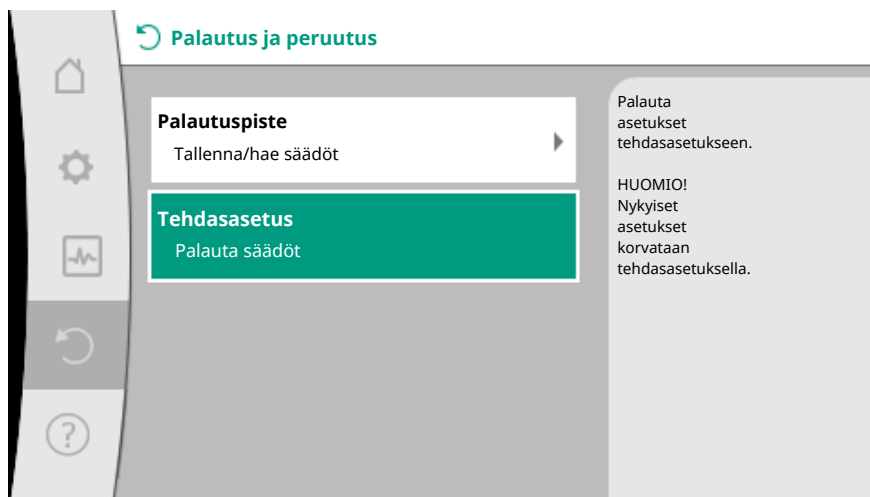 Palautus ja peruutus
Palautuspiste
Tallenna/hae säädöt
Tehdasasetus
Palauta säädöt
Palauta
asetukset
tehdasasetukseen.
HUOMIO!
Nykyiset
asetukset
korvataan
tehdasasetuksella.
?